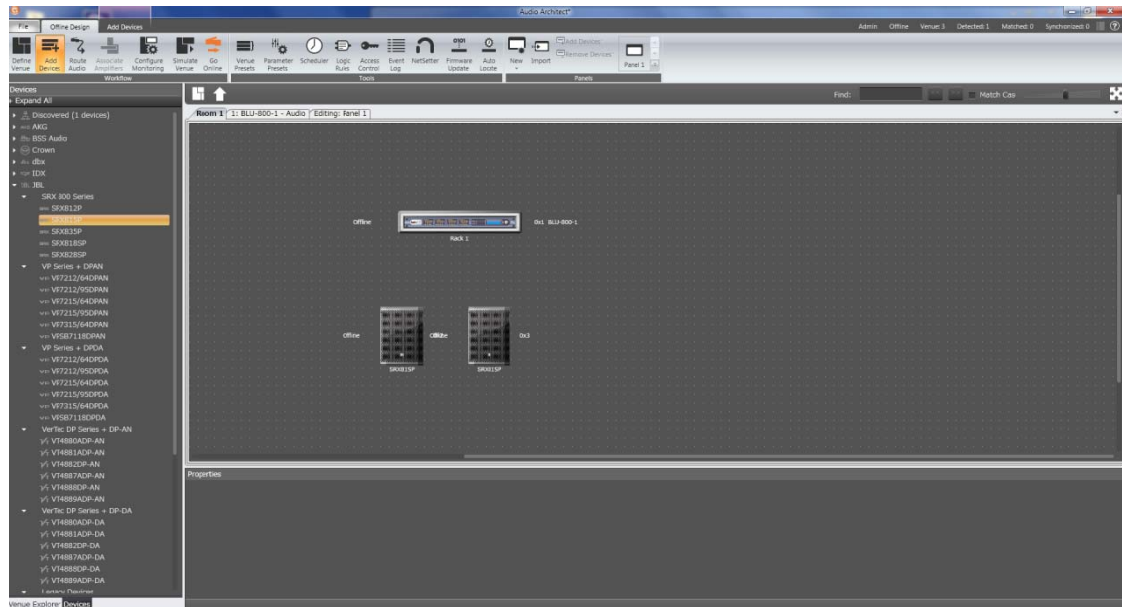 Audio Architect*
File Offline Design Add Devices
Admin Offline Venue: 3 Detected: 1 Matched: 0 Synchronized: 0
Define Venue
Add Devices
Route Audio
Associate Amplifiers
Configure Monitoring
Simulate Venue
Go Online
Venue Presets
Parameter Presets
Scheduler
Logic Rules
Access Control
Event Log
NetSetter
Firmware Update
Auto Locate
New
Import
Add Devices
Remove Devices
Panel 1
Workflow Tools Panels
Devices
Expand All
Find: Match Cas
Room 1 1: BLU-800-1 - Audio Editing: Panel 1
Discovered (1 devices)
AKG
BSS Audio
Crown
dbx
IDX
JBL
SRX800 Series
SRX812P
SRX815P
SRX835P
SRX818SP
SRX828SP
VP Series + DPAN
VP7212/64DPAN
VP7212/95DPAN
VP7215/64DPAN
VP7215/95DPAN
VP7315/64DPAN
VPSB7118DPAN
VP Series + DPDA
VP7212/64DPDA
VP7212/95DPDA
VP7215/64DPDA
VP7215/95DPDA
VP7315/64DPDA
VPSB7118DPDA
VerTec DP Series + DP-AN
VT4880ADP-AN
VT4881ADP-AN
VT4882DP-AN
VT4887ADP-AN
VT4888DP-AN
VT4889ADP-AN
VerTec DP Series + DP-DA
VT4880ADP-DA
VT4881ADP-DA
VT4882DP-DA
VT4887ADP-DA
VT4888DP-DA
VT4889ADP-DA
Legacy Devices
Venue Explorer Devices
Offline 0x1 BLU-800-1
Rack 1
Offline 0x3
SRX815P SRX815P
Properties